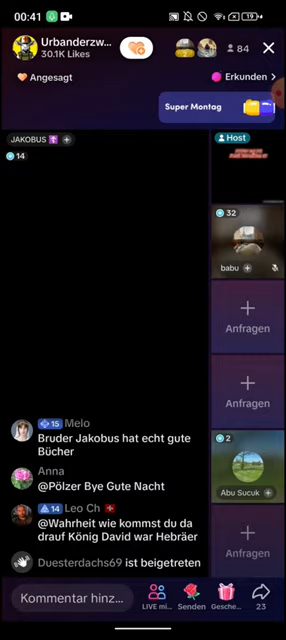 00:41
19
Urbanderzw...
30.1K Likes
84
Angesagt
Erkunden
Super Montag
JAKOBUS
14
Host
32
babu
Anfragen
Anfragen
2
Abu Sucuk
Anfragen
15 Melo
Bruder Jakobus hat echt gute
Bücher
Anna
@Pölzer Bye Gute Nacht
14 Leo Ch
@Wahrheit wie kommst du da
drauf König David war Hebräer
Duesterdachs69 ist beigetreten
Kommentar hinz...
LIVE mi...
Senden
Gesche...
23